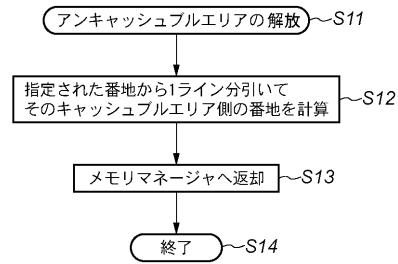 アンキャッシュブルエリアの解放 S11
指定された番地から1ライン分引いて
そのキャッシュブルエリア側の番地を計算 S12
メモリマネージャへ返却 S13
終了 S14